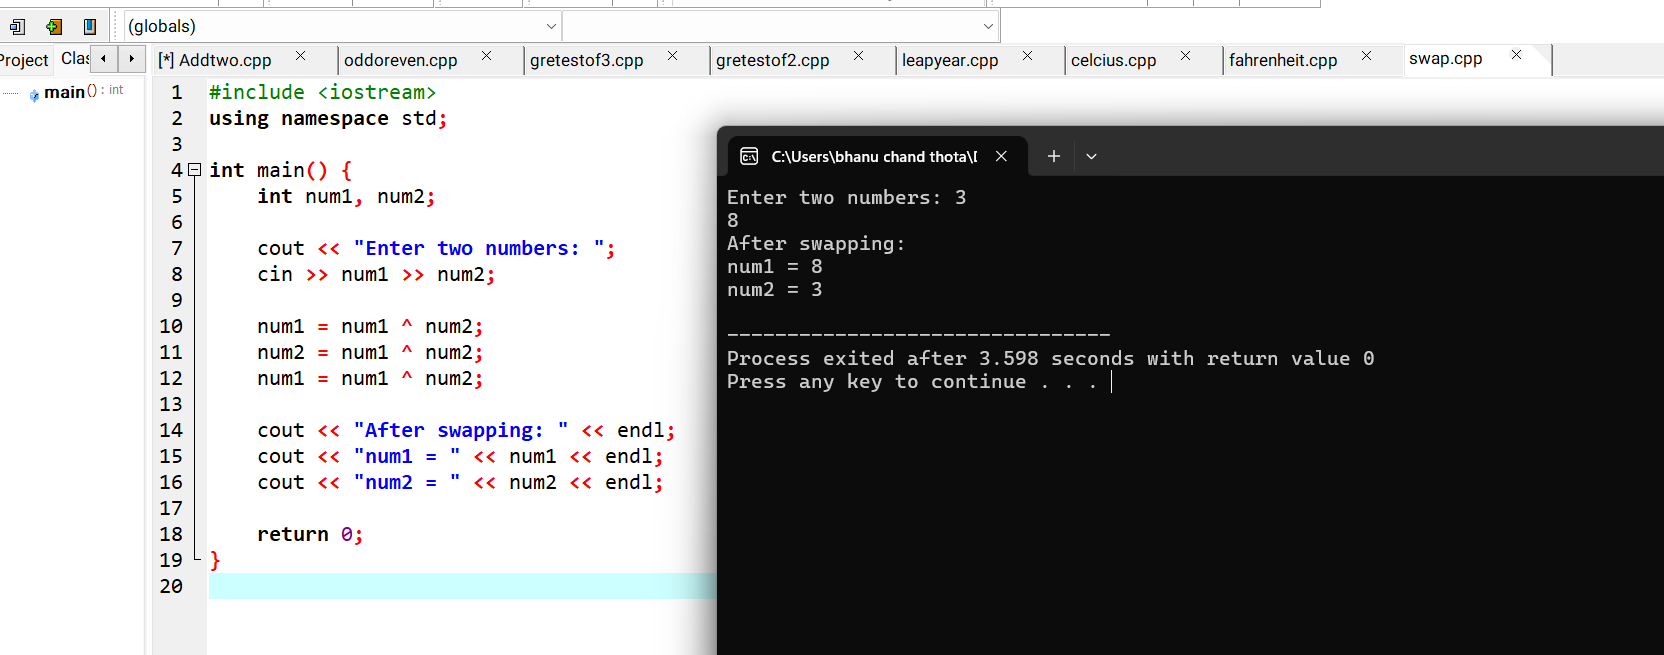 (globals)
Project Clas
[*] Addtwo.cpp oddoreven.cpp gretestof3.cpp gretestof2.cpp leapyear.cpp celcius.cpp fahrenheit.cpp swap.cpp
main() : int
1 #include <iostream>
2 using namespace std;
3
4 int main() {
5 int num1, num2;
6
7 cout << "Enter two numbers: ";
8 cin >> num1 >> num2;
9
10 num1 = num1 ^ num2;
11 num2 = num1 ^ num2;
12 num1 = num1 ^ num2;
13
14 cout << "After swapping: " << endl;
15 cout << "num1 = " << num1 << endl;
16 cout << "num2 = " << num2 << endl;
17
18 return 0;
19 }
20
C:\Users\bhanu chand thota\[
Enter two numbers: 3
8
After swapping:
num1 = 8
num2 = 3
--------------------------------
Process exited after 3.598 seconds with return value 0
Press any key to continue . . .